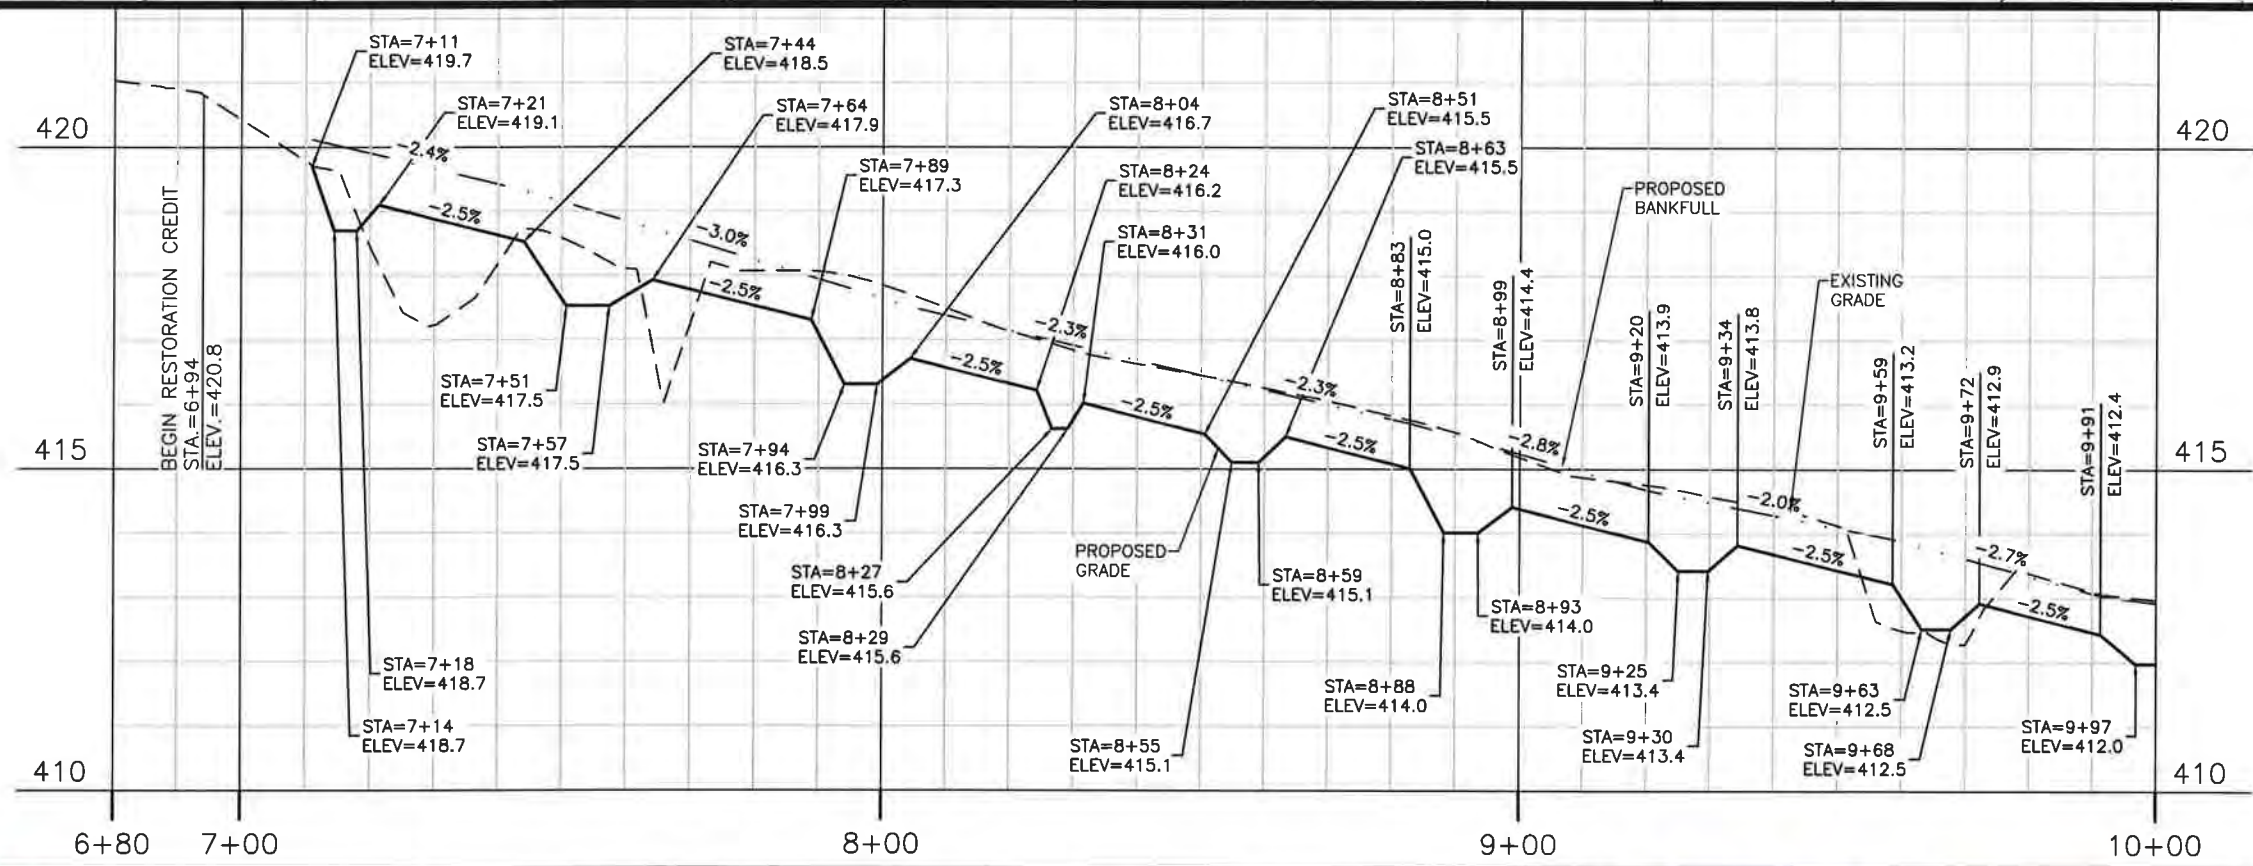 STA=7+11
ELEV=419.7
STA=7+44
ELEV=418.5
STA=7+21
ELEV=419.1
STA=7+64
ELEV=417.9
STA=8+04
ELEV=416.7
STA=8+51
ELEV=415.5
420
420
-2.4%
STA=7+89
ELEV=417.3
STA=8+24
ELEV=416.2
STA=8+63
ELEV=415.5
-2.5%
-3.0%
STA=8+31
ELEV=416.0
PROPOSED
BANKFULL
BEGIN RESTORATION CREDIT
STA.=6+94
ELEV.=420.8
-2.5%
-2.3%
STA=8+83
ELEV=415.0
STA=8+99
ELEV=414.4
EXISTING
GRADE
STA=9+20
ELEV=413.9
STA=9+34
ELEV=413.8
STA=9+59
ELEV=413.2
STA=9+72
ELEV=412.9
STA=9+91
ELEV=412.4
-2.5%
-2.3%
STA=7+51
ELEV=417.5
-2.5%
-2.5%
-2.8%
STA=7+57
ELEV=417.5
STA=7+94
ELEV=416.3
415
415
-2.5%
-2.0%
STA=7+99
ELEV=416.3
PROPOSED
GRADE
-2.5%
-2.7%
STA=8+27
ELEV=415.6
STA=8+59
ELEV=415.1
-2.5%
STA=8+93
ELEV=414.0
STA=8+29
ELEV=415.6
STA=7+18
ELEV=418.7
STA=8+88
ELEV=414.0
STA=9+25
ELEV=413.4
STA=9+63
ELEV=412.5
STA=7+14
ELEV=418.7
STA=8+55
ELEV=415.1
STA=9+30
ELEV=413.4
STA=9+68
ELEV=412.5
STA=9+97
ELEV=412.0
410
410
6+80
7+00
8+00
9+00
10+00